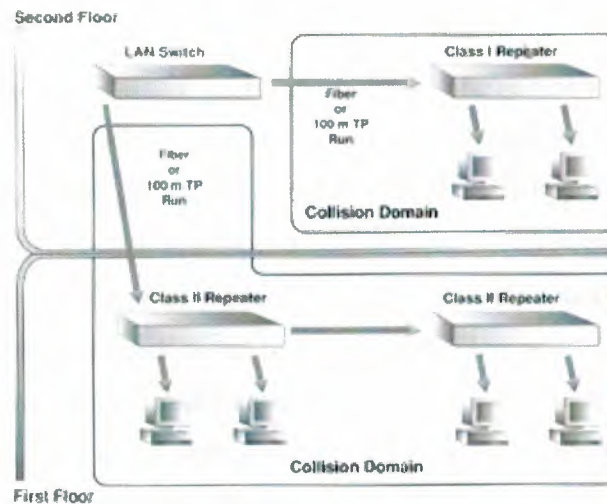 Second Floor
LAN Switch
Class I Repeater
Fiber
or
100 m TP
Run
Fiber
or
100 m TP
Run
Collision Domain
Class II Repeater
Class II Repeater
Collision Domain
First Floor